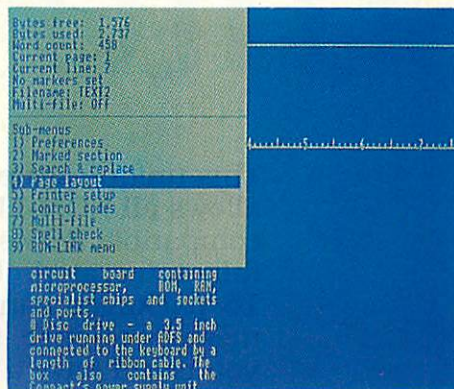 Bytes free: 1,576
Bytes used: 2,737
Word count: 458
Current page: 1
Current line: 7
No markers set
Filename: TEXT2
Multi-file: Off
Sub-menus
1) Preferences
2) Marked section
3) Search & replace
4) Page layout
5) Printer setup
6) Control codes
7) Multi-file
8) Spell check
9) ROM-LINK menu
circuit board containing
microprocessor, ROM, RAM,
specialist chips and sockets
and ports.
@ Disc drive - a 3.5 inch
drive running under ADFS and
connected to the keyboard by a
length of ribbon cable. The
box also contains the
Compact's power supply unit